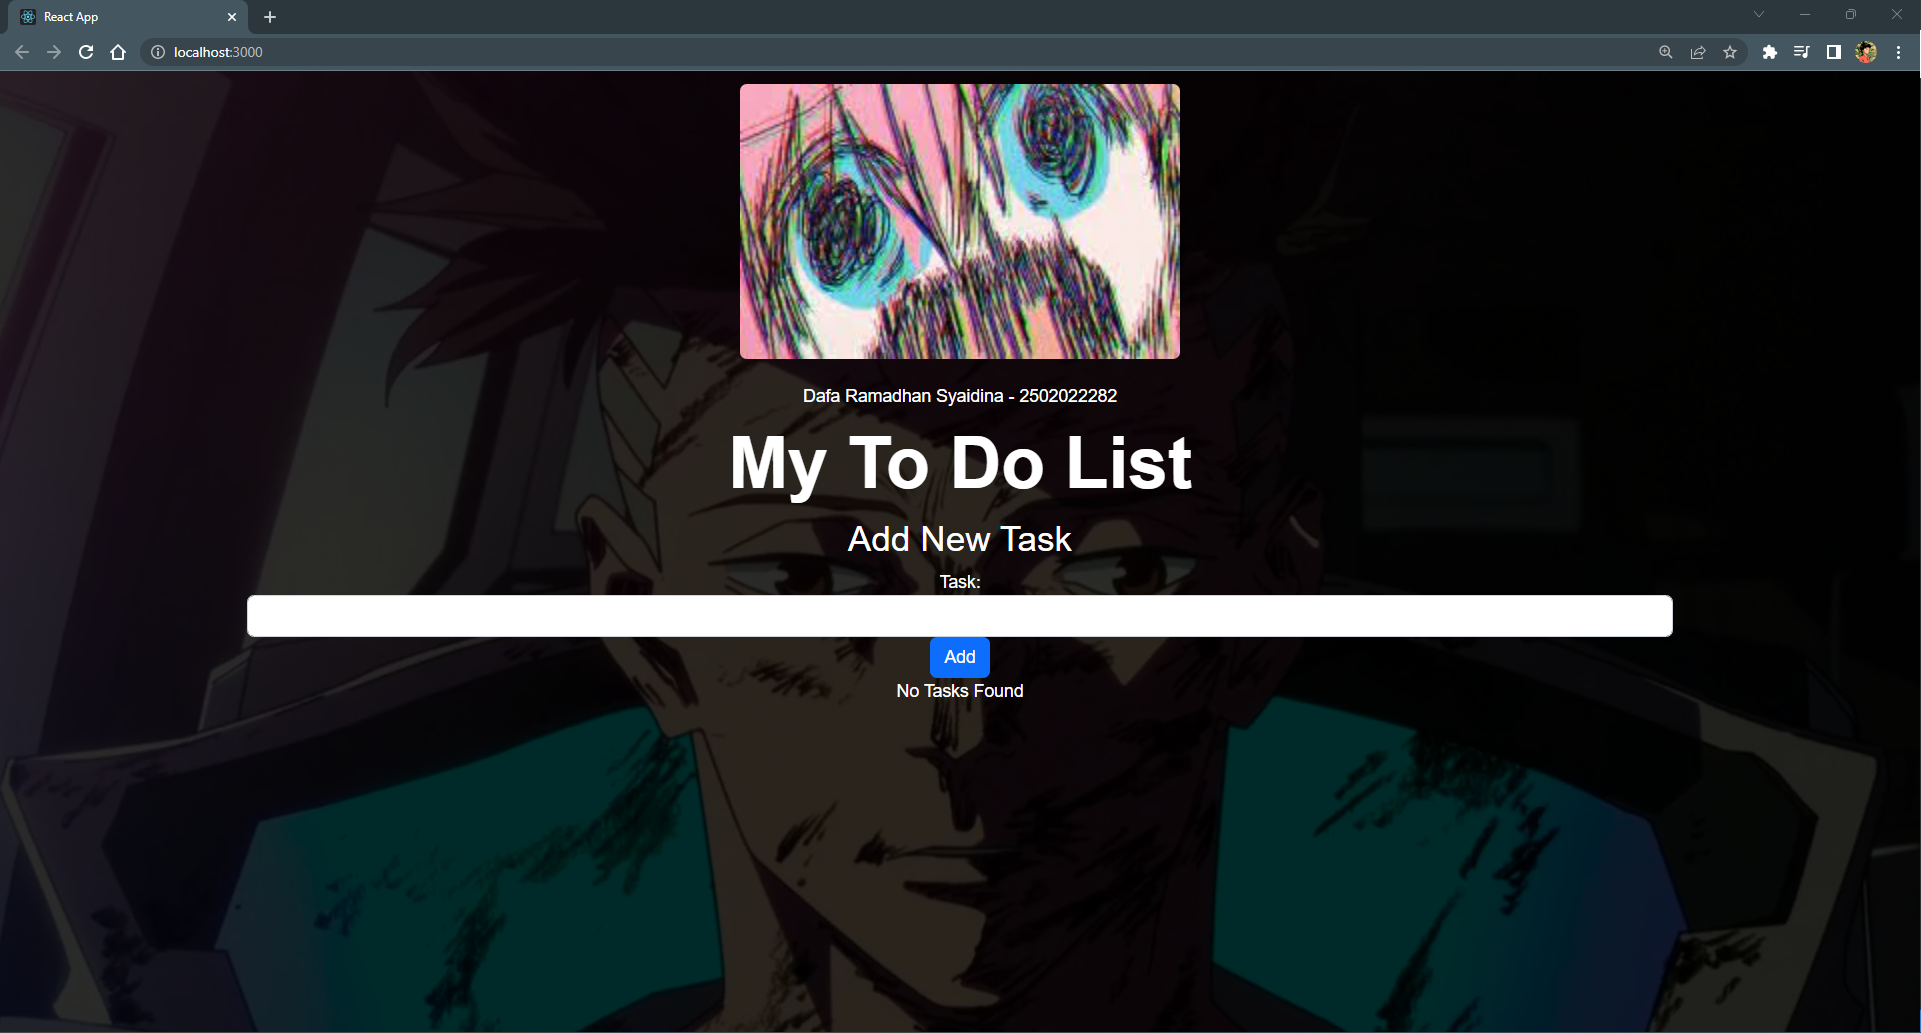 React App
localhost:3000
Dafa Ramadhan Syaidina - 2502022282
My To Do List
Add New Task
Task:
Add
No Tasks Found